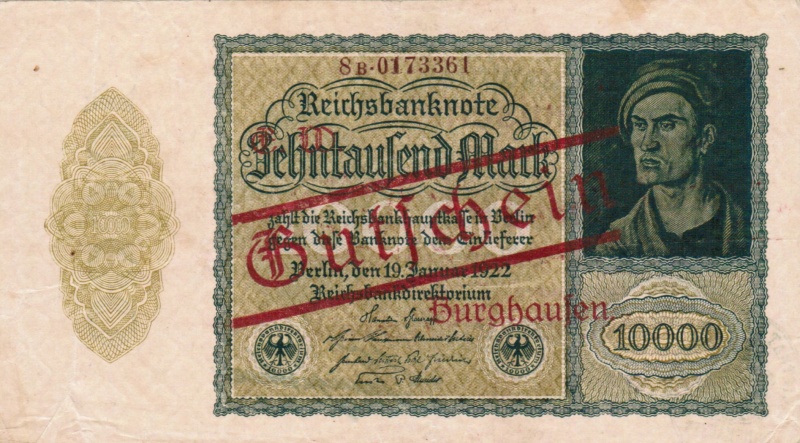 8B·0173361
Reichsbanknote
Zehntausend Mark
zahlt die Reichsbankhauptkasse in Berlin
gegen diese Banknote dem Einlieferer
Berlin, den 19. Januar 1922
Reichsbankdirektorium
Gutschein
Burghausen
10000